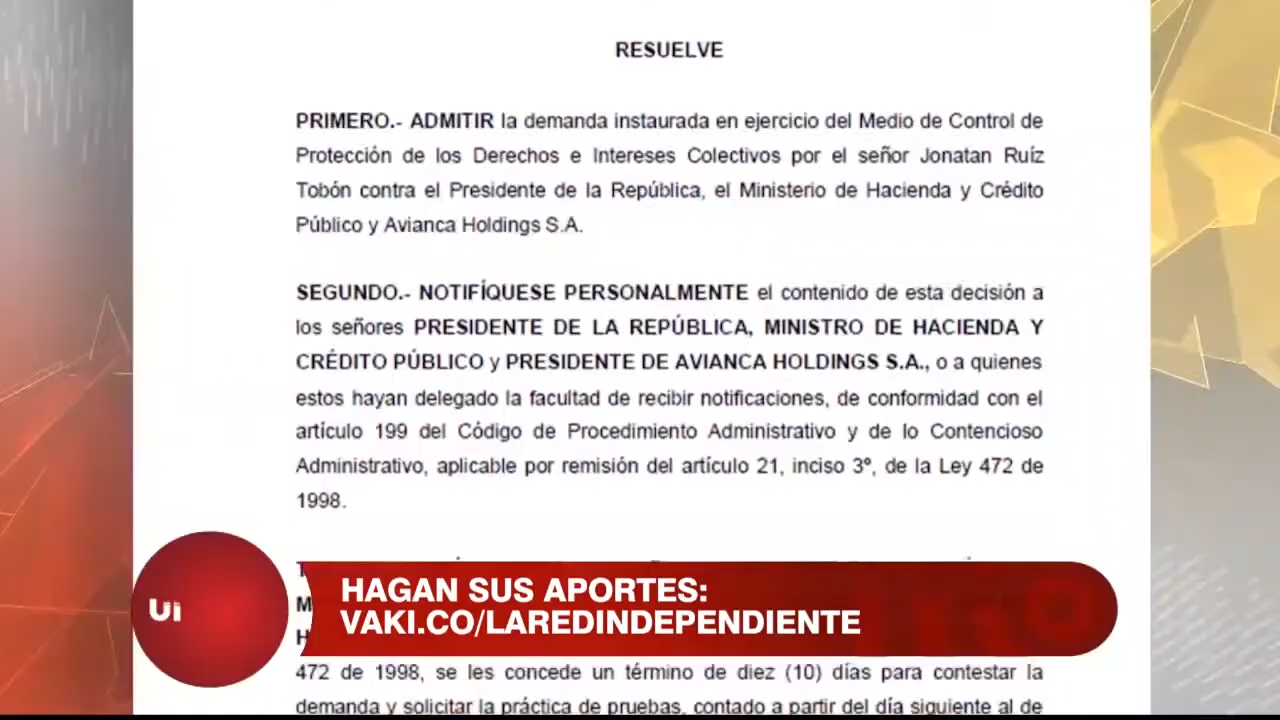 RESUELVE
PRIMERO.- ADMITIR la demanda instaurada en ejercicio del Medio de Control de
Protección de los Derechos e Intereses Colectivos por el señor Jonatan Ruíz
Tobón contra el Presidente de la República, el Ministerio de Hacienda y Crédito
Público y Avianca Holdings S.A.
SEGUNDO.- NOTIFÍQUESE PERSONALMENTE el contenido de esta decisión a
los señores PRESIDENTE DE LA REPÚBLICA, MINISTRO DE HACIENDA Y
CRÉDITO PÚBLICO y PRESIDENTE DE AVIANCA HOLDINGS S.A., o a quienes
estos hayan delegado la facultad de recibir notificaciones, de conformidad con el
artículo 199 del Código de Procedimiento Administrativo y de lo Contencioso
Administrativo, aplicable por remisión del artículo 21, inciso 3º, de la Ley 472 de
1998.
UI
HAGAN SUS APORTES:
VAKI.CO/LAREDINDEPENDIENTE
472 de 1998, se les concede un término de diez (10) días para contestar la
demanda y solicitar la práctica de pruebas, contado a partir del día siguiente al de